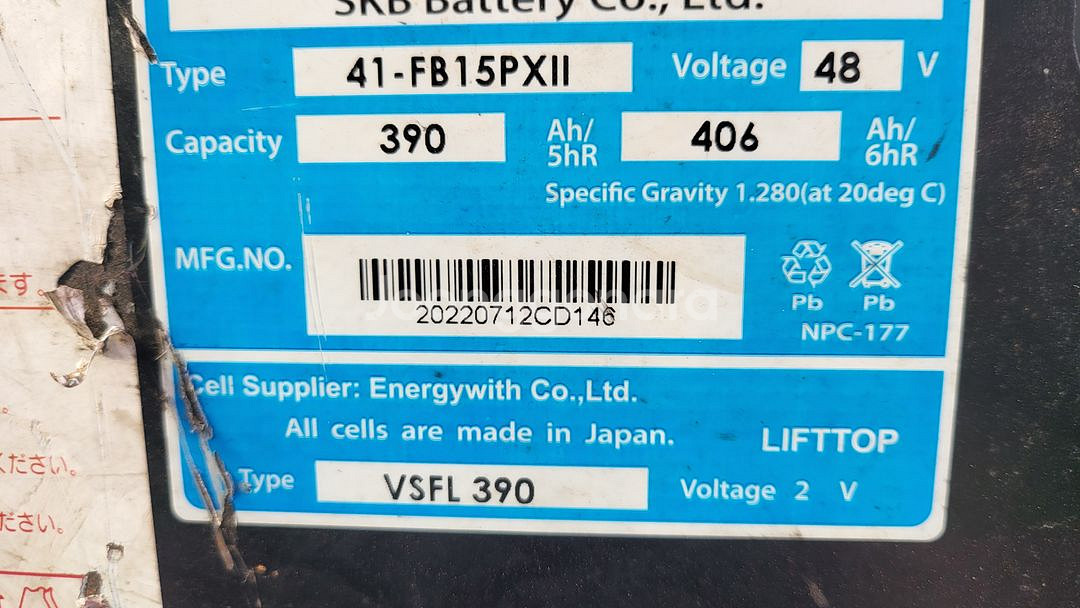 SKB Battery Co., Ltd.
Type 41-FB15PXII Voltage 48 V
Capacity 390 Ah/5hR 406 Ah/6hR
Specific Gravity 1.280(at 20deg C)
MFG.NO. 20220712CD146
Pb Pb
NPC-177
Cell Supplier: Energywith Co.,Ltd.
All cells are made in Japan. LIFTTOP
Type VSFL 390 Voltage 2 V
ます。
ください。
ださい。